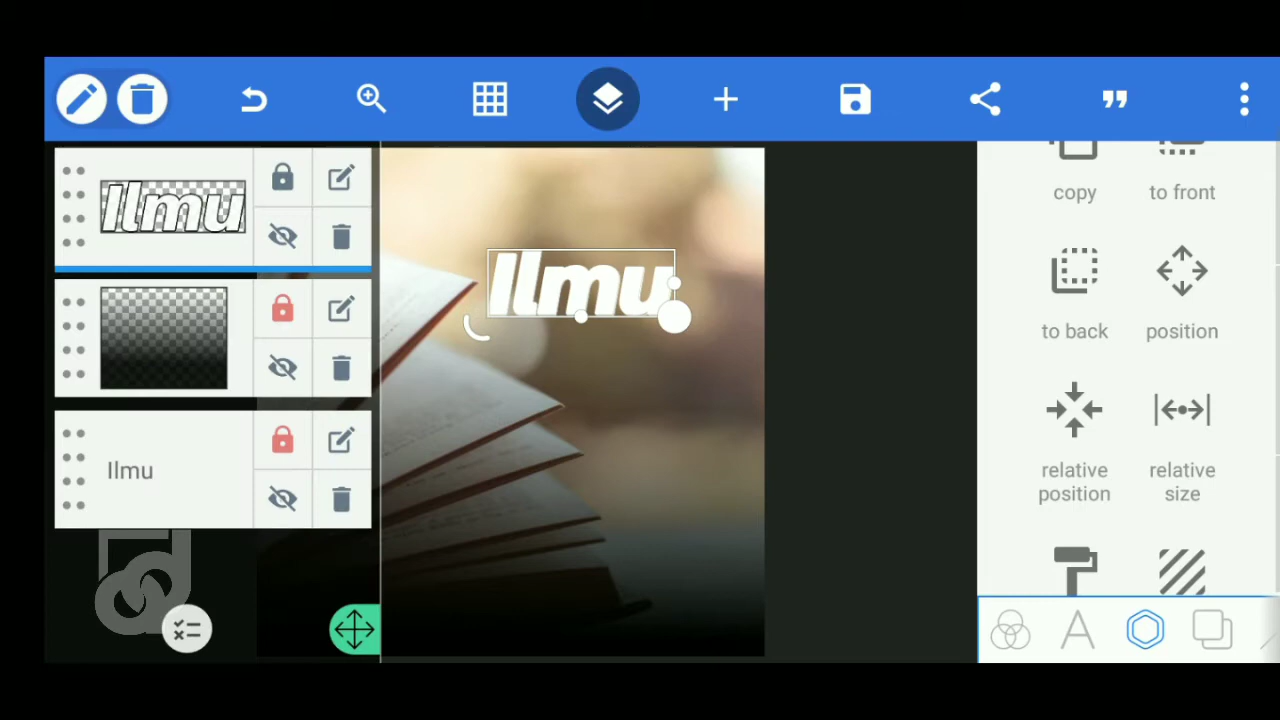 Ilmu
Ilmu
Ilmu
copy
to front
to back
position
relative
position
relative
size